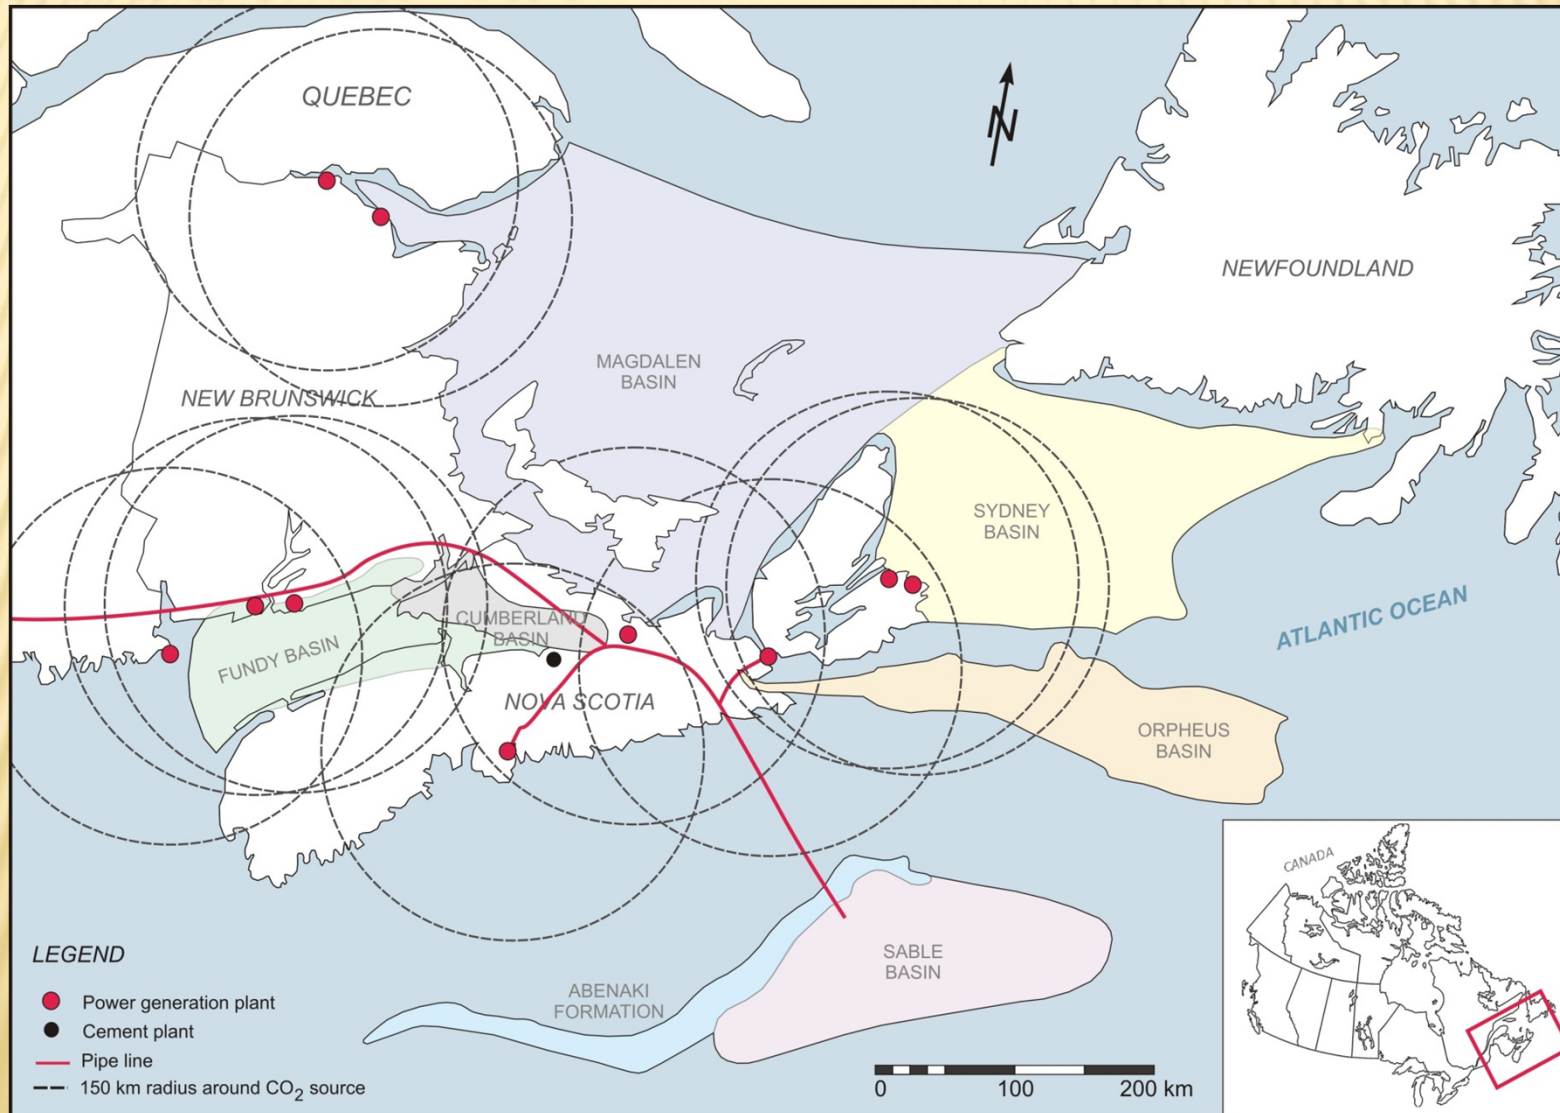 QUEBEC
N
NEWFOUNDLAND
MAGDALEN
BASIN
NEW BRUNSWICK
SYDNEY
BASIN
ATLANTIC OCEAN
CUMBERLAND
BASIN
FUNDY BASIN
NOVA SCOTIA
ORPHEUS
BASIN
CANADA
SABLE
BASIN
ABENAKI
FORMATION
LEGEND
Power generation plant
Cement plant
Pipe line
150 km radius around CO₂ source
0 100 200 km